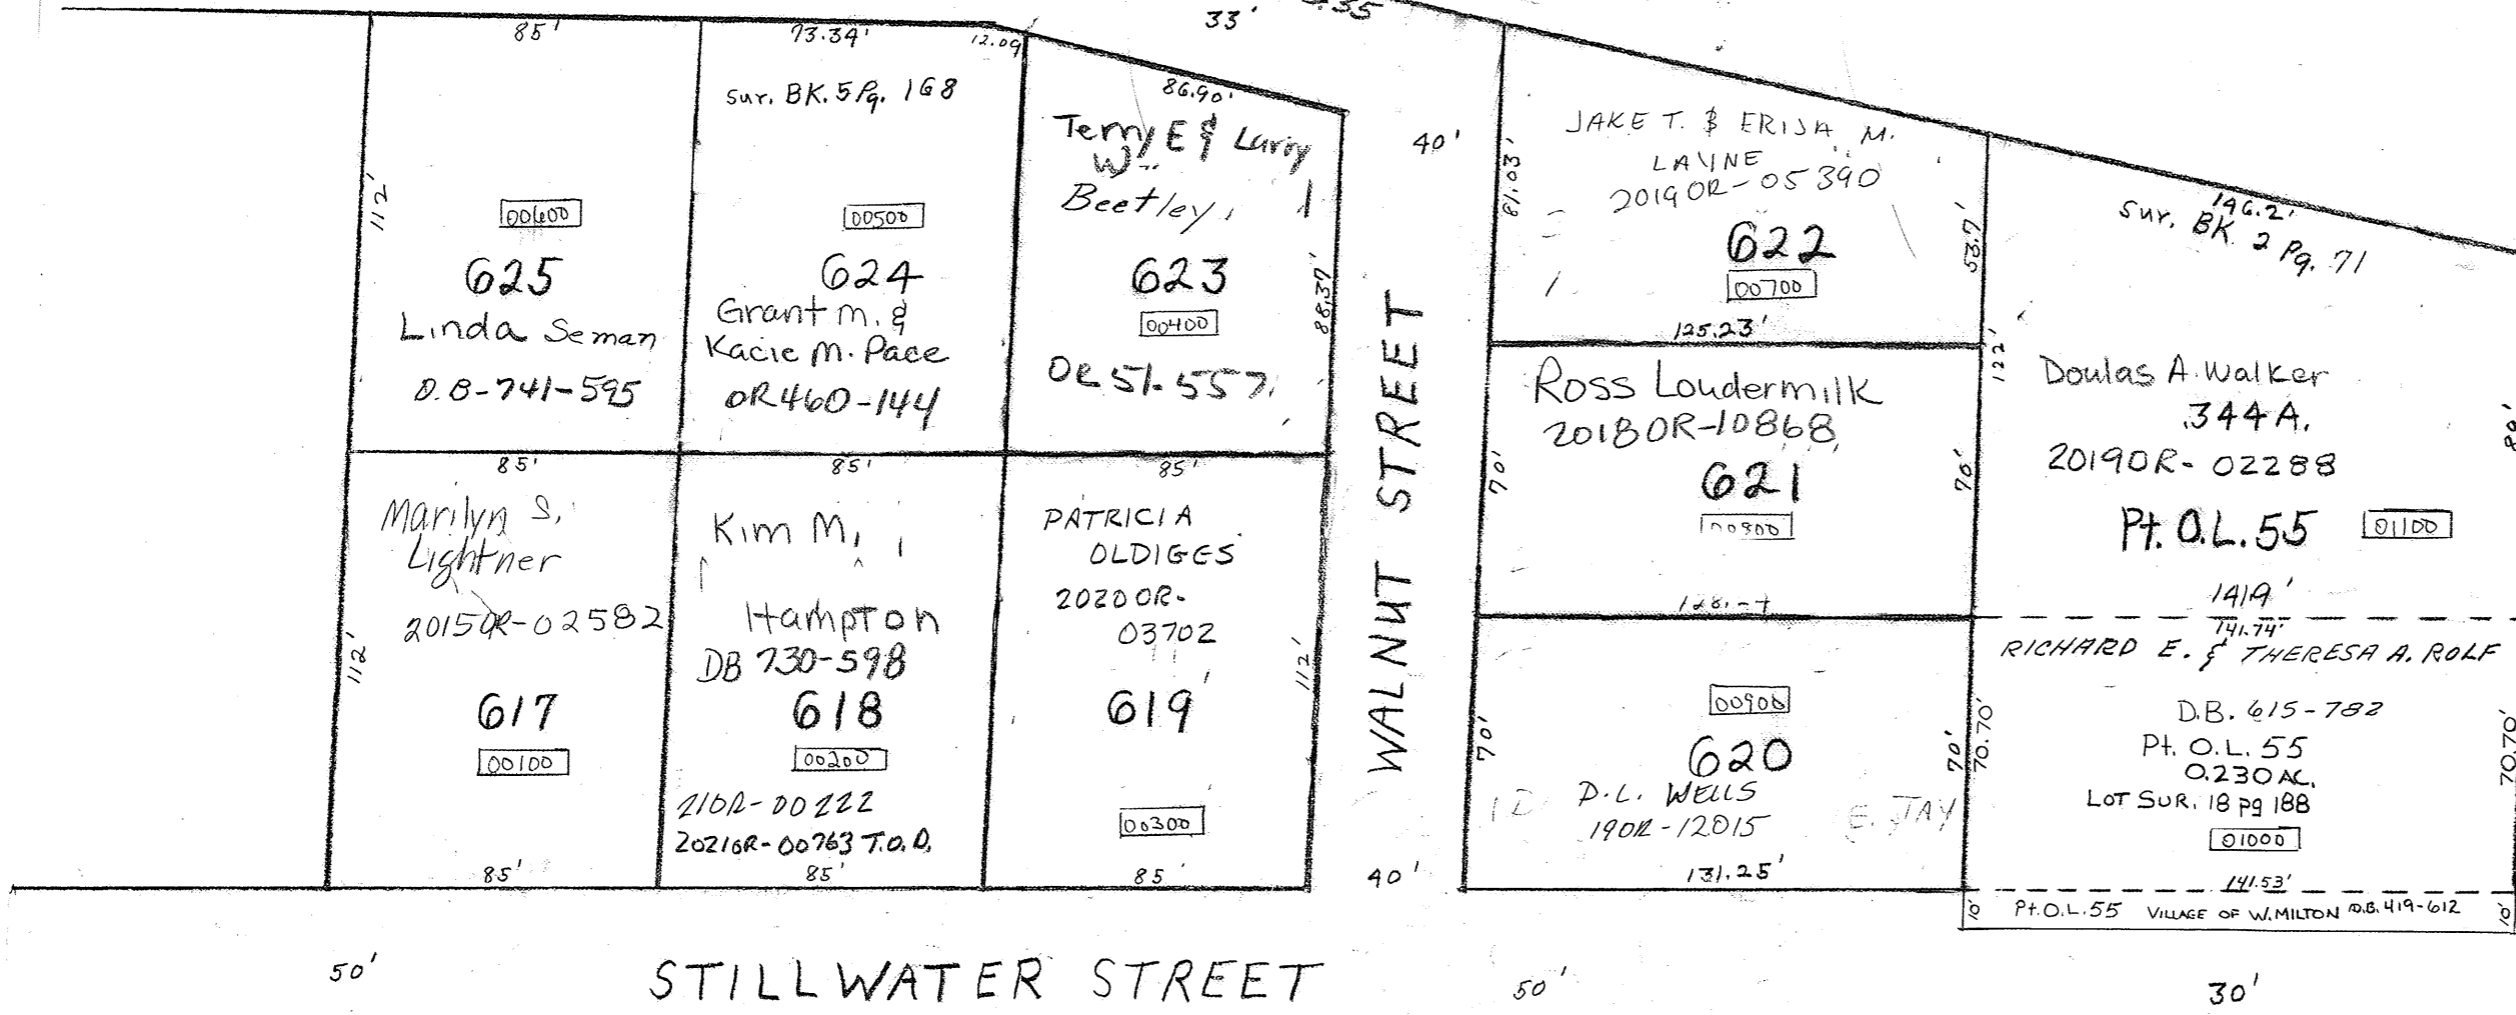 33'
85'
73.34'
12.09
Sur. BK. 5 Pg. 168
112'
00600
625
Linda Seman
D.B-741-595
00500
624
Grant M. &
Kacie M. Pace
OR460-144
86.90'
Terry E & Larry
W.
Beetley,
623
00400
OR 51-557
88.37'
85'
85'
85'
Marilyn S.
Lightner
2015OR-02582
112'
617
00100
85'
Kim M.
Hampton
DB 730-598
618
00200
21OR-00222
2021OR-00763 T.O.D.
85'
PATRICIA
OLDIGES
2020OR-
03702
112'
619
00300
85'
WALNUT STREET
40'
40'
81.03'
JAKE T. & ERISA M.
LAYNE
2019OR-05390
622
00700
53.7'
125.23'
Ross Loudermilk
2018OR-10868
621
00800
70'
70'
00900
620
D.L. WELLS
19OR-12015
E. JAY
70'
70'
131.25'
146.2'
Sur. BK. 2 Pg. 71
122'
Doulas A. Walker
.344A.
2019OR-02288
Pt. O.L. 55
01100
141.9'
141.74'
RICHARD E. & THERESA A. ROLF
D.B. 615-782
Pt. O.L. 55
0.230 AC.
LOT SUR. 18 pg 188
01000
70.70'
70.70'
141.53'
10'
Pt.O.L.55 VILLAGE OF W.MILTON D.B. 419-612
10'
50'
STILLWATER STREET
50'
30'